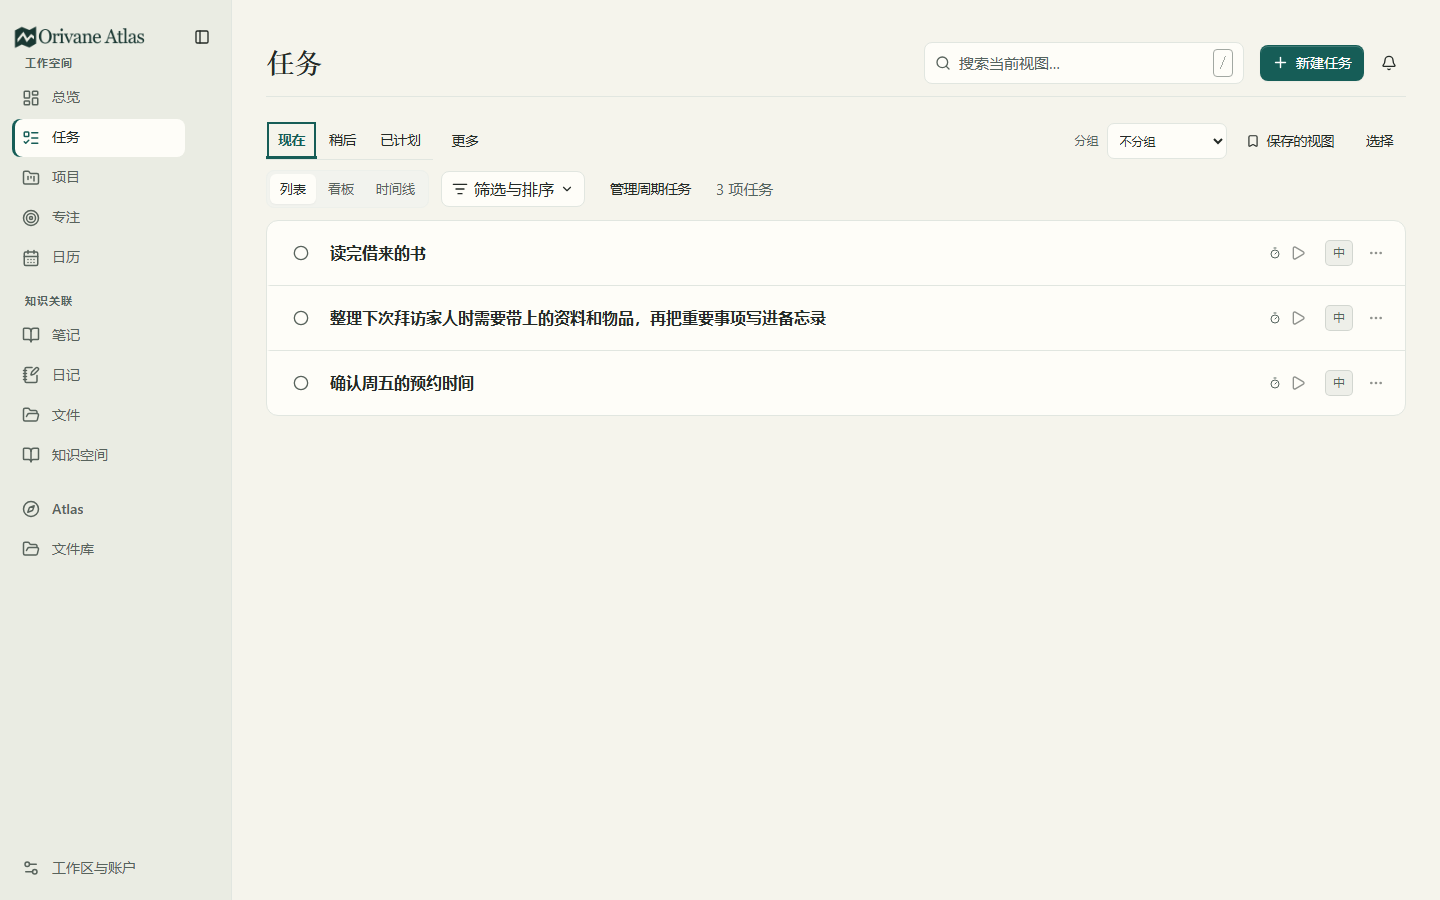 Orivane Atlas
工作空间
总览
任务
项目
专注
日历
知识关联
笔记
日记
文件
知识空间
Atlas
文件库
工作区与账户
任务
搜索当前视图... /
新建任务
现在 稍后 已计划 更多
分组 不分组 保存的视图 选择
列表 看板 时间线 筛选与排序 管理周期任务 3 项任务
读完借来的书 中
整理下次拜访家人时需要带上的资料和物品，再把重要事项写进备忘录 中
确认周五的预约时间 中